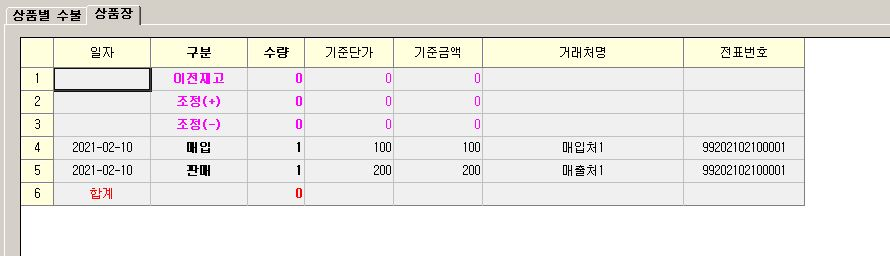 상품별 수불 상품장
일자 구분 수량 기준단가 기준금액 거래처명 전표번호
1 이전재고 0 0 0
2 조정(+) 0 0 0
3 조정(-) 0 0 0
4 2021-02-10 매입 1 100 100 매입처1 99202102100001
5 2021-02-10 판매 1 200 200 매출처1 99202102100001
6 합계 0